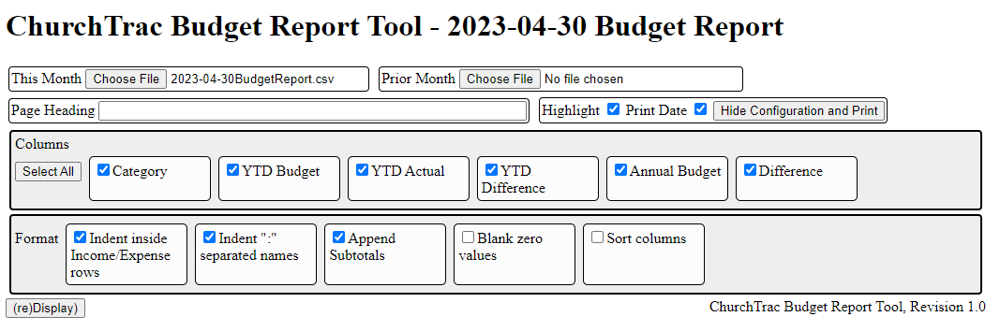 ChurchTrac Budget Report Tool - 2023-04-30 Budget Report
This Month Choose File 2023-04-30BudgetReport.csv Prior Month Choose File No file chosen
Page Heading Highlight Print Date Hide Configuration and Print
Columns
Select All Category YTD Budget YTD Actual YTD Difference Annual Budget Difference
Format Indent inside Income/Expense rows Indent ":" separated names Append Subtotals Blank zero values Sort columns
(re)Display) ChurchTrac Budget Report Tool, Revision 1.0